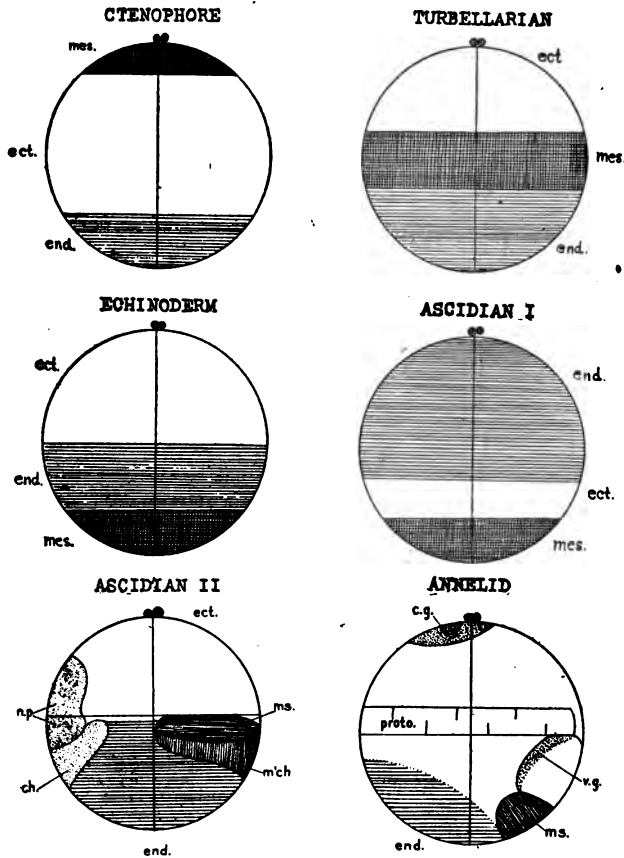 CTENOPHORE
mes.
ect.
end.
TURBELLARIAN
ect
mes.
end.
ECHINODERM
ect.
end.
mes.
ASCIDIAN I
end.
ect.
mes.
ASCIDIAN II
ect.
n.p.
ch.
ms.
m'ch
end.
ANNELID
c.g.
proto.
v.g.
ms.
end.